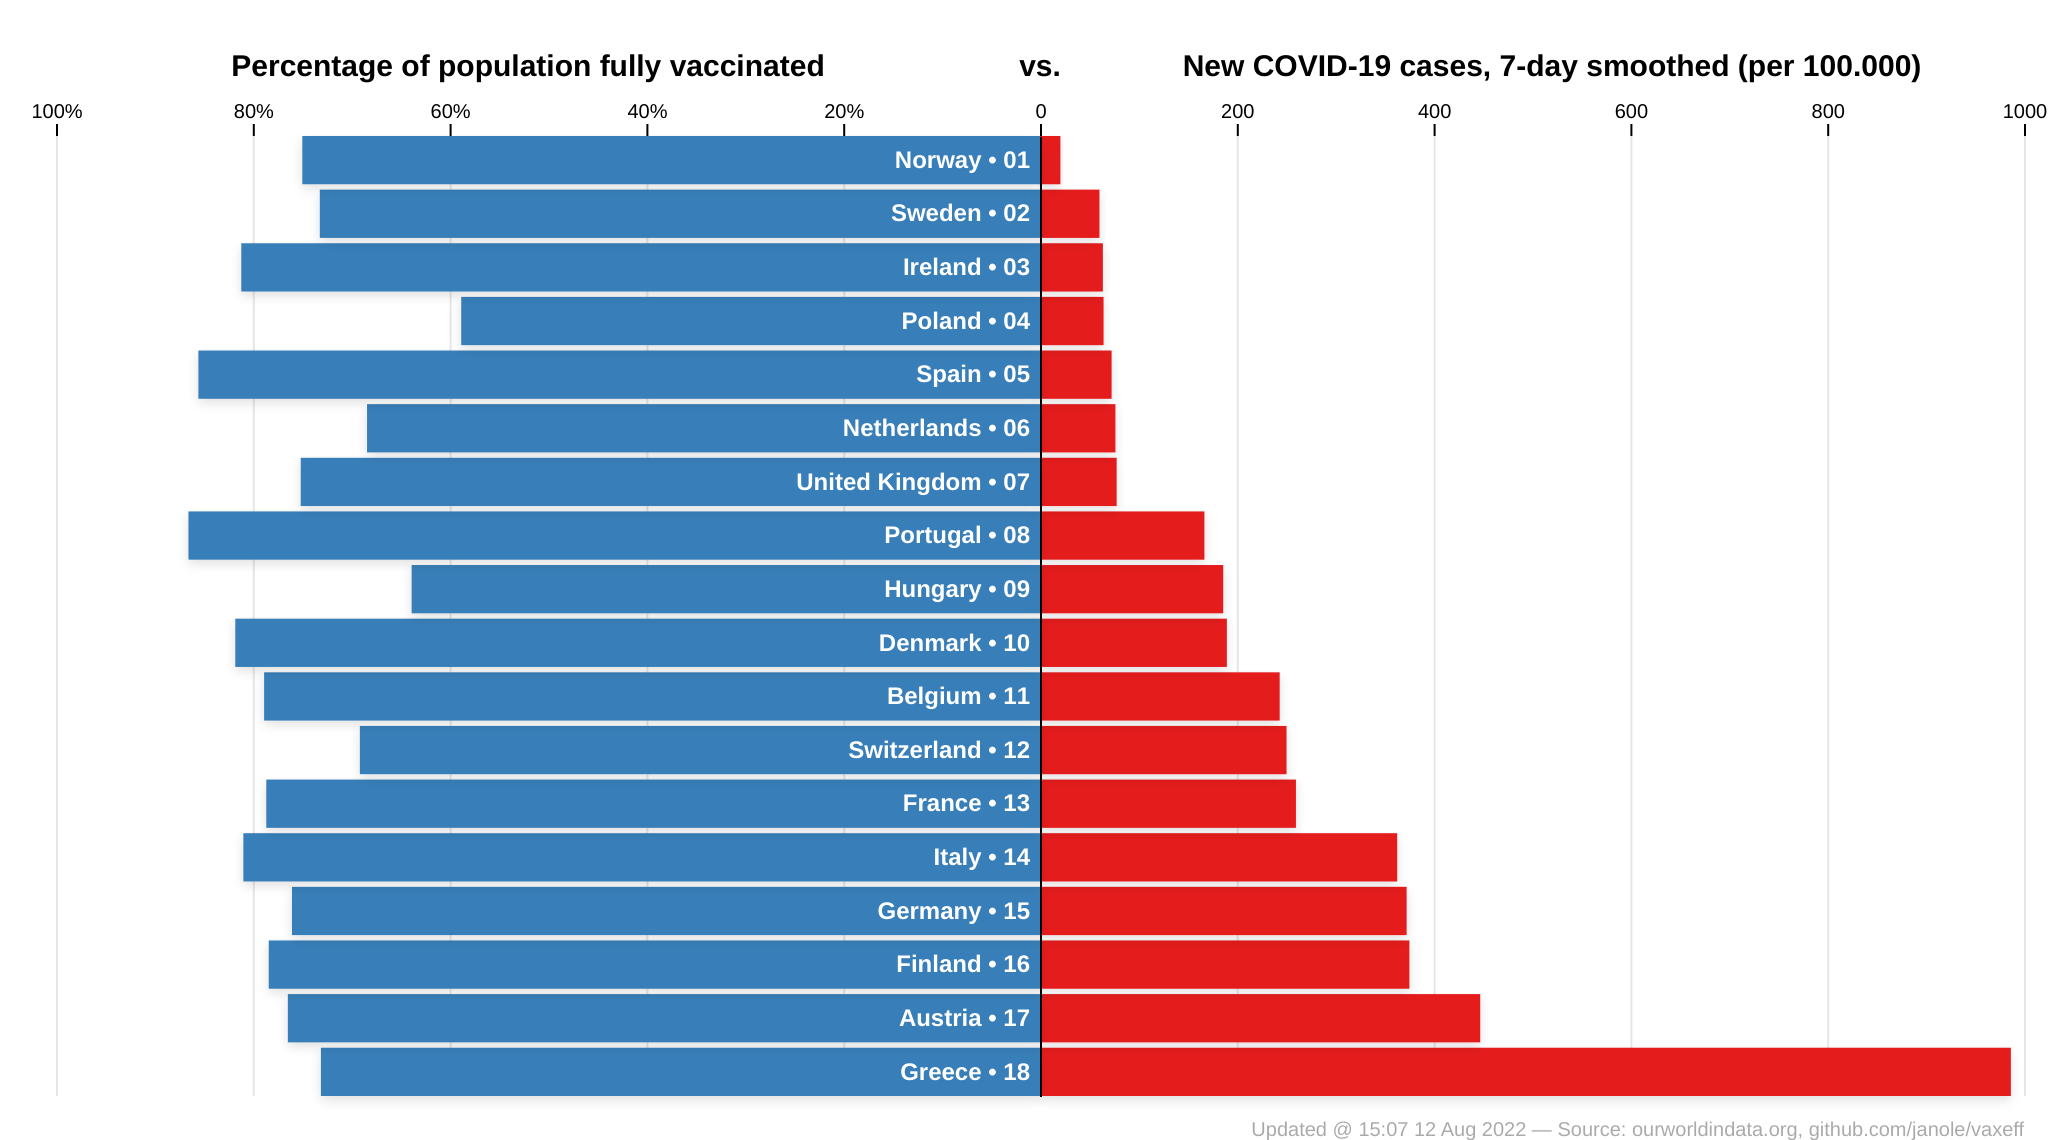 Percentage of population fully vaccinated vs. New COVID-19 cases, 7-day smoothed (per 100.000)
100% 80% 60% 40% 20% 0 200 400 600 800 1000
Norway • 01
Sweden • 02
Ireland • 03
Poland • 04
Spain • 05
Netherlands • 06
United Kingdom • 07
Portugal • 08
Hungary • 09
Denmark • 10
Belgium • 11
Switzerland • 12
France • 13
Italy • 14
Germany • 15
Finland • 16
Austria • 17
Greece • 18
Updated @ 15:07 12 Aug 2022 — Source: ourworldindata.org, github.com/janole/vaxeff